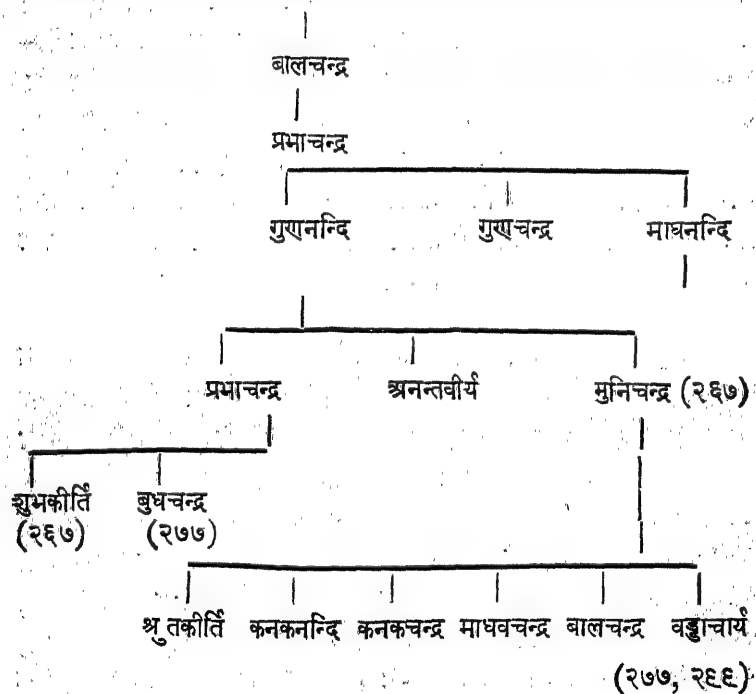 बालचन्द्र
प्रभाचन्द्र
गुणनन्दि गुणचन्द्र माघनन्दि
प्रभाचन्द्र अनन्तवीर्य मुनिचन्द्र (२६७)
शुभकीर्ति बुधचन्द्र
(२६७) (२७७)
श्रुतकीर्ति कनकनन्दि कनकचन्द्र माधवचन्द्र बालचन्द्र वड्डाचार्य
(२७७, २६६)